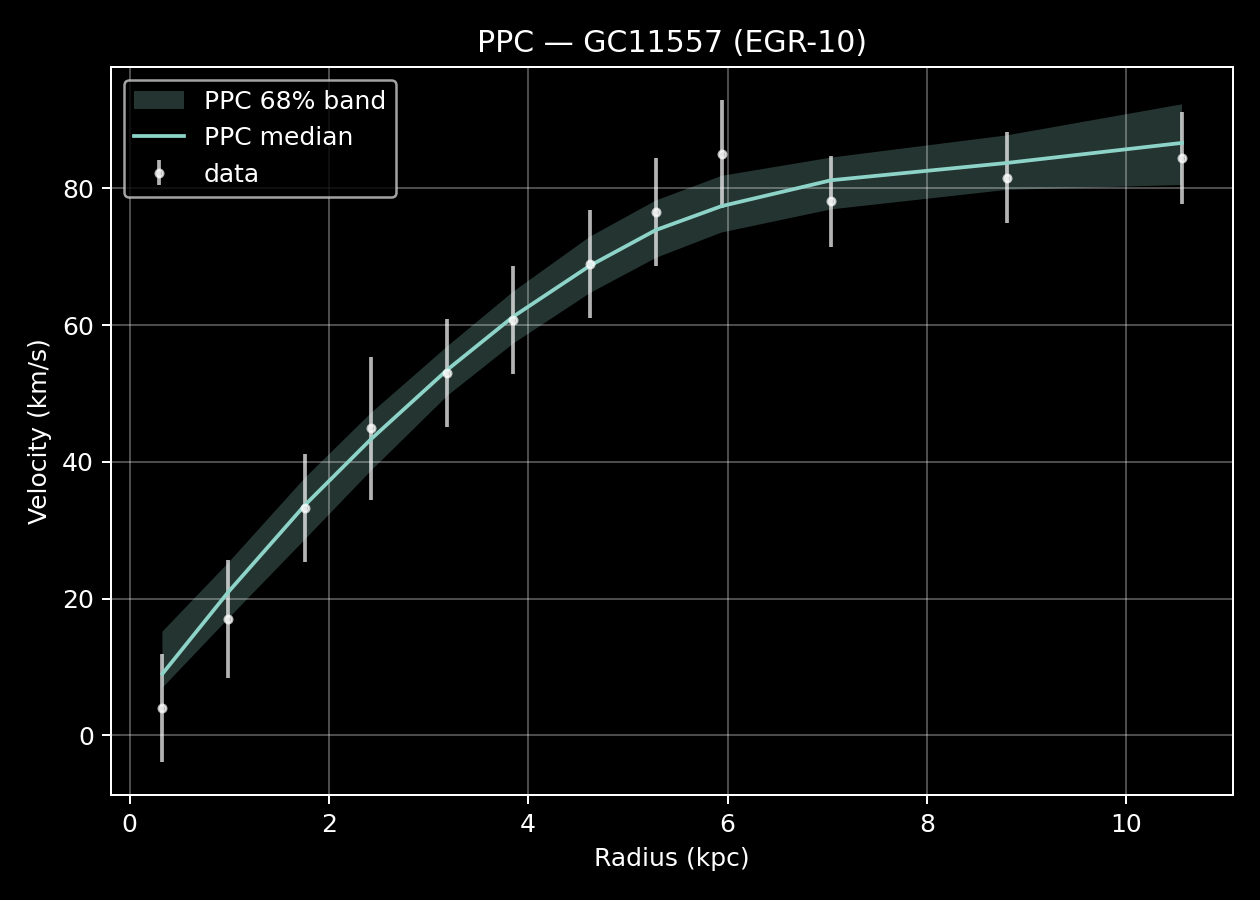 PPC — GC11557 (EGR-10)
PPC 68% band
PPC median
data
80
60
40
20
0
Velocity (km/s)
0 2 4 6 8 10
Radius (kpc)